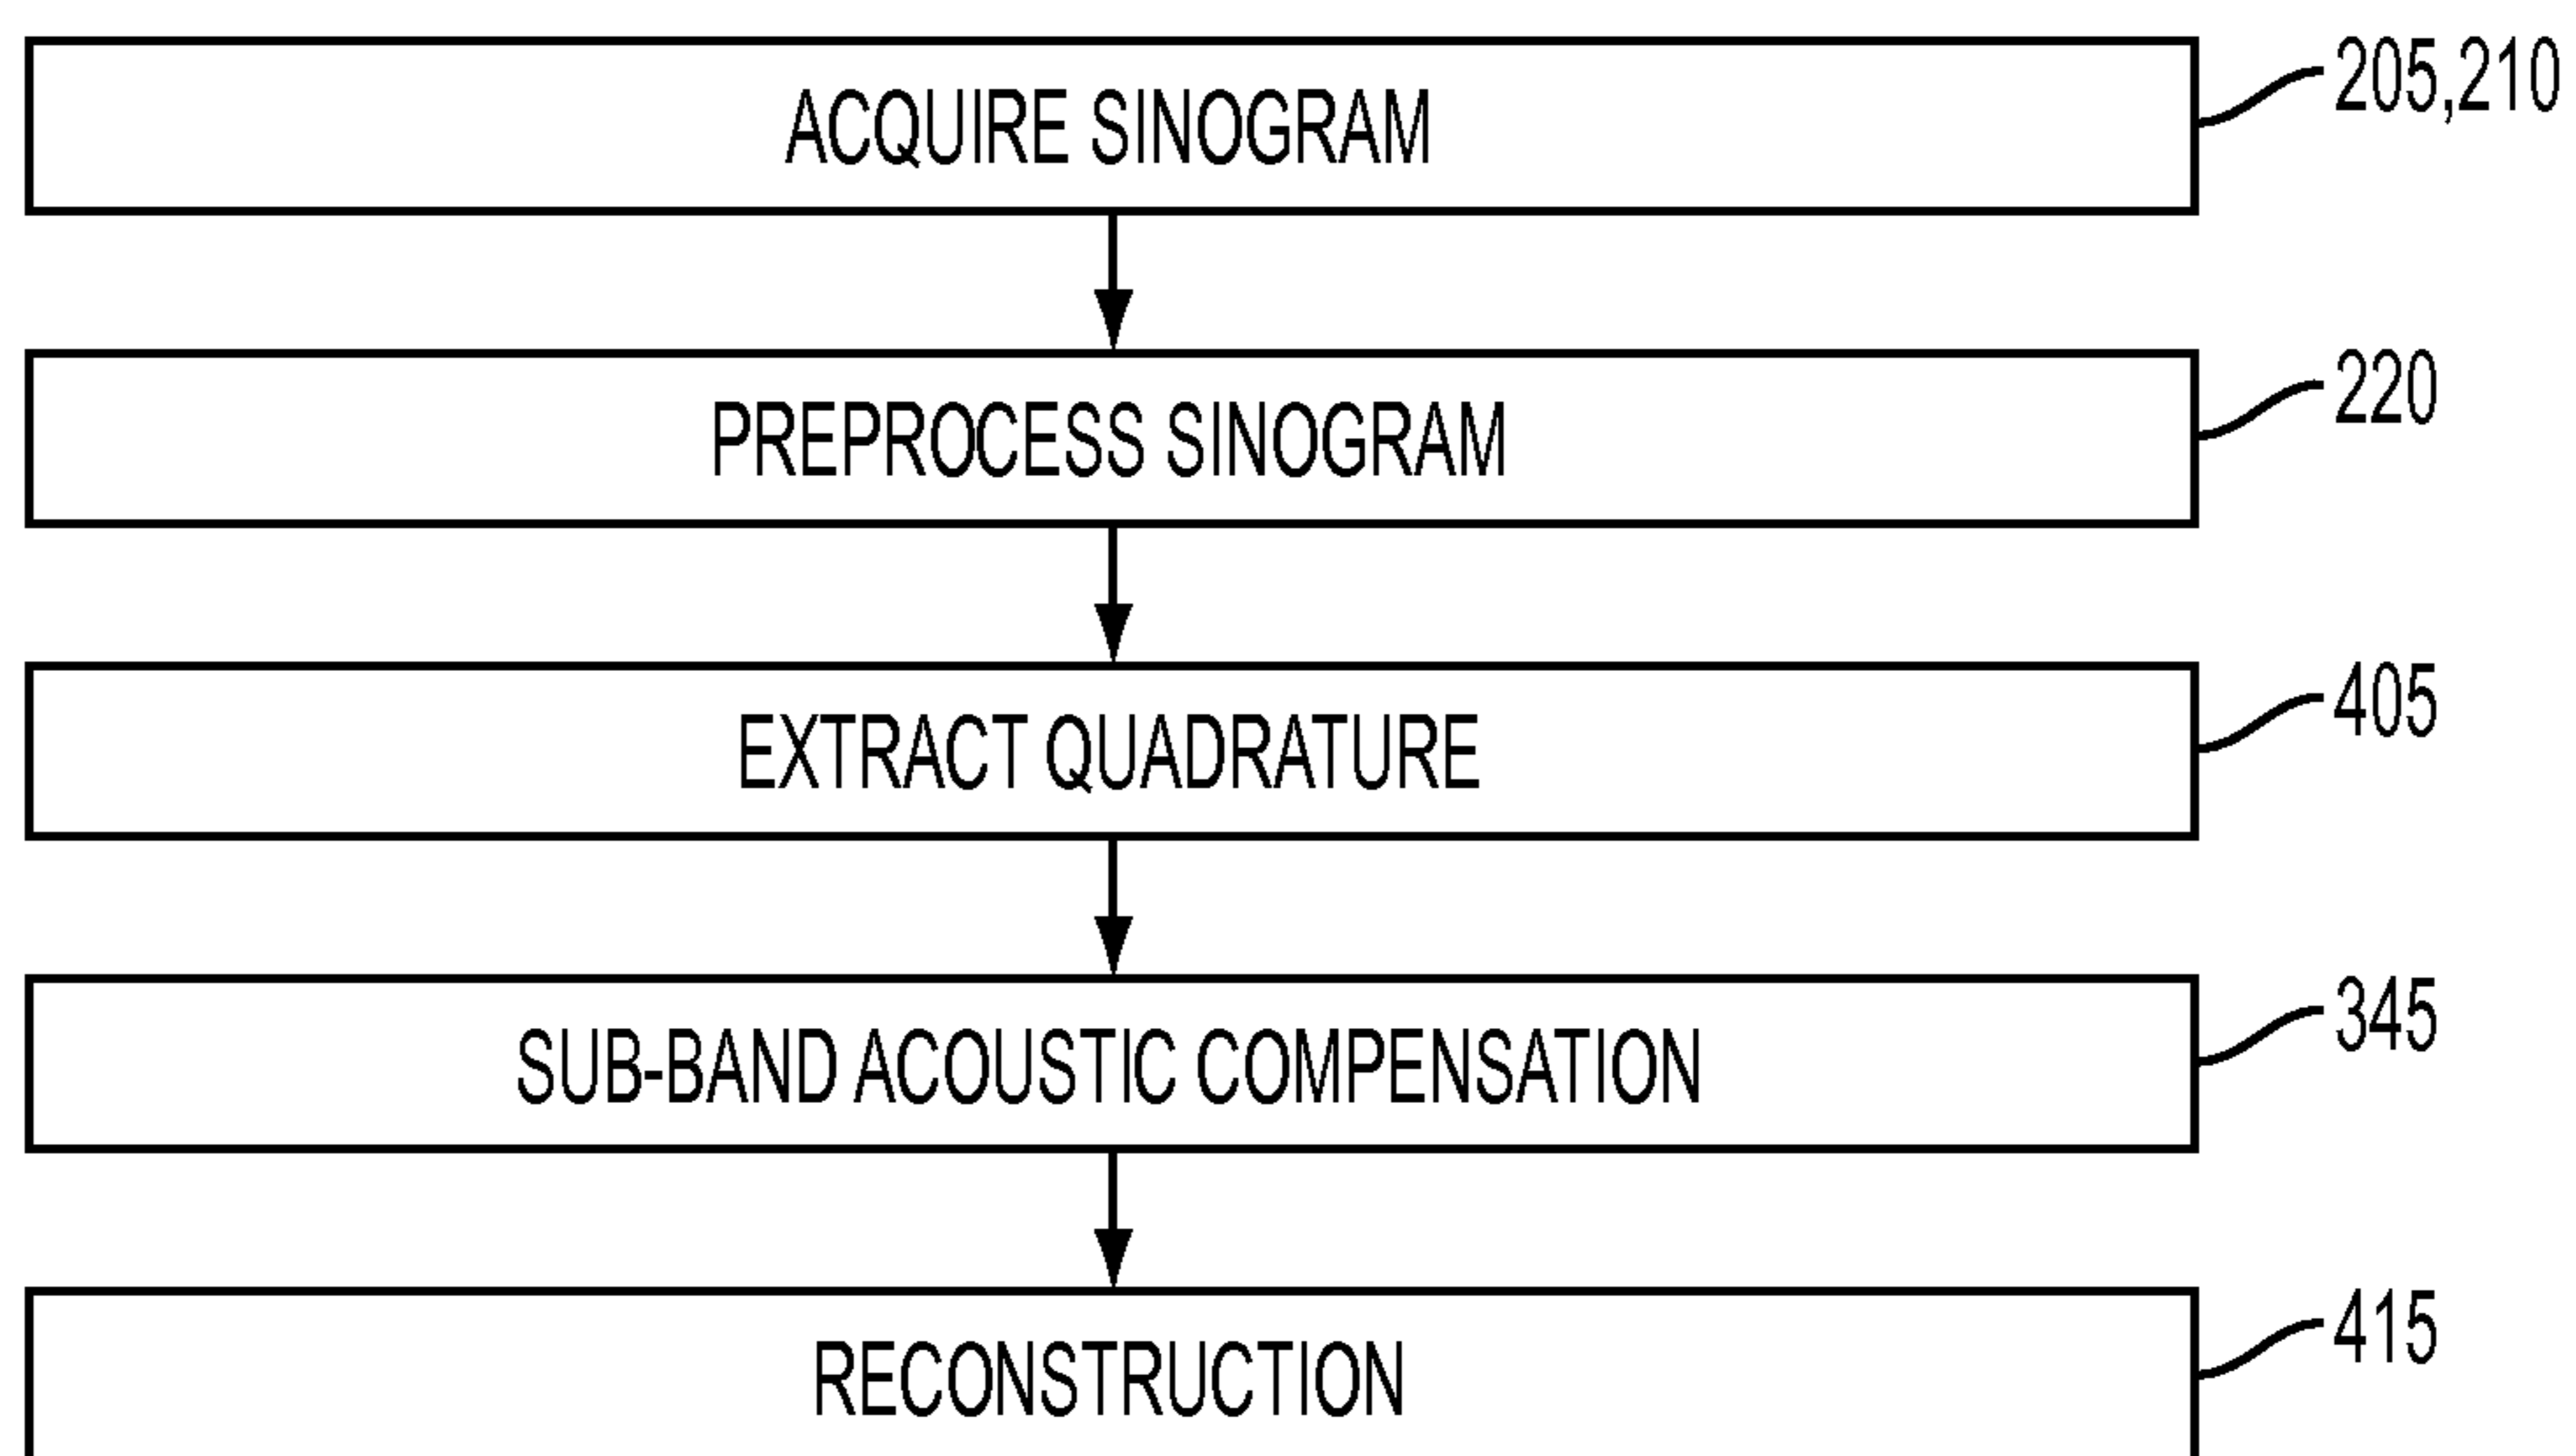 ACQUIRE SINOGRAM
205,210
PREPROCESS SINOGRAM
220
EXTRACT QUADRATURE
405
SUB-BAND ACOUSTIC COMPENSATION
345
RECONSTRUCTION
415